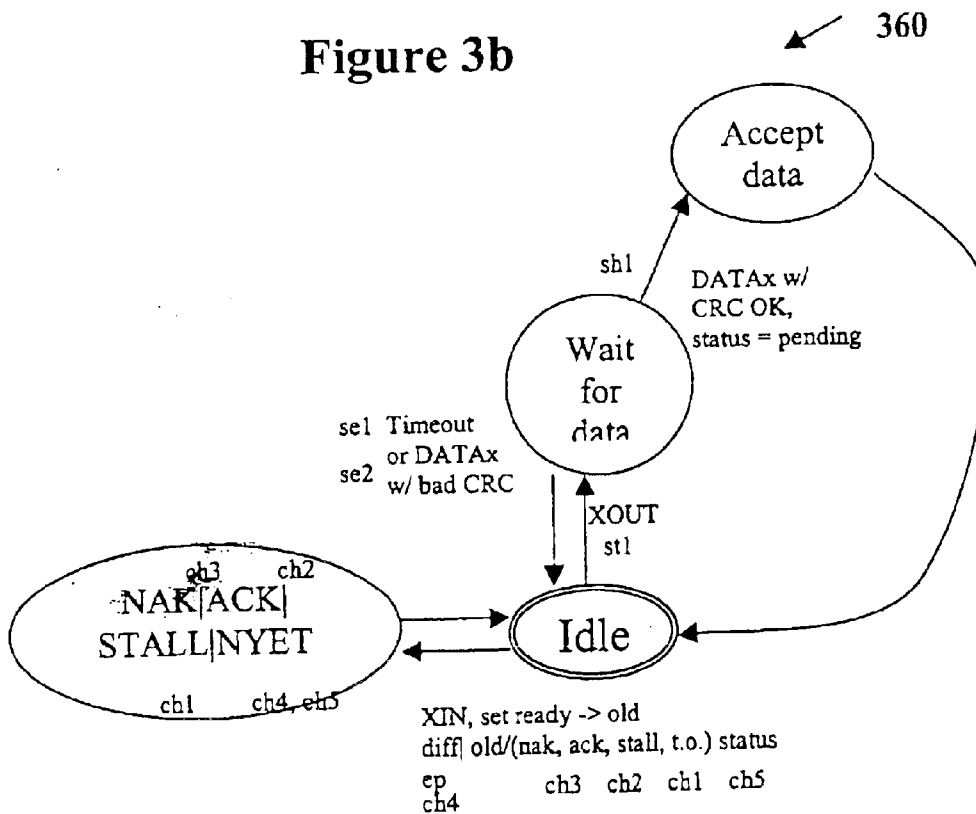 360
Figure 3b
Accept
data
sh1
DATAx w/
CRC OK,
status = pending
Wait
for
data
se1 Timeout
or DATAx
se2
w/ bad CRC
XOUT
st1
ch3 ch2
NAK|ACK|
STALL|NYET
ch1 ch4, ch5
Idle
XIN, set ready -> old
diff| old/(nak, ack, stall, t.o.) status
ep ch3 ch2 ch1 ch5
ch4